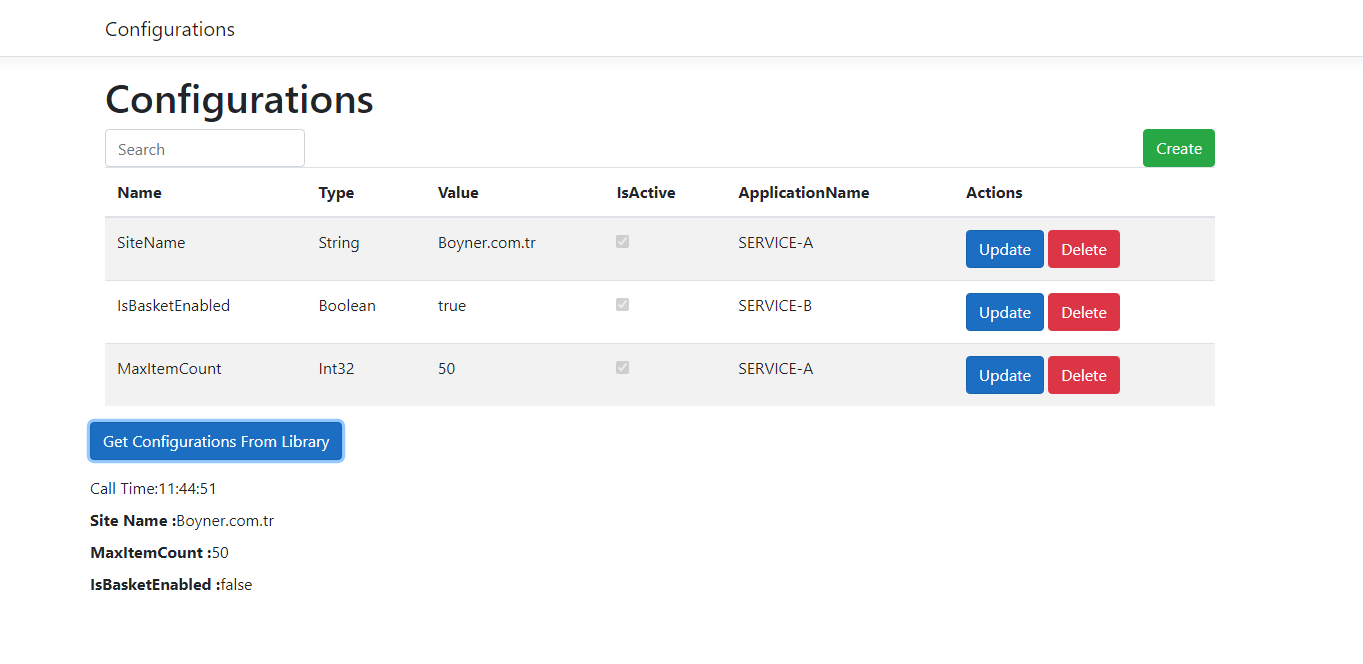 Configurations
Configurations
Search
Create
Name Type Value IsActive ApplicationName Actions
SiteName String Boyner.com.tr SERVICE-A Update Delete
IsBasketEnabled Boolean true SERVICE-B Update Delete
MaxItemCount Int32 50 SERVICE-A Update Delete
Get Configurations From Library
Call Time:11:44:51
Site Name :Boyner.com.tr
MaxItemCount :50
IsBasketEnabled :false